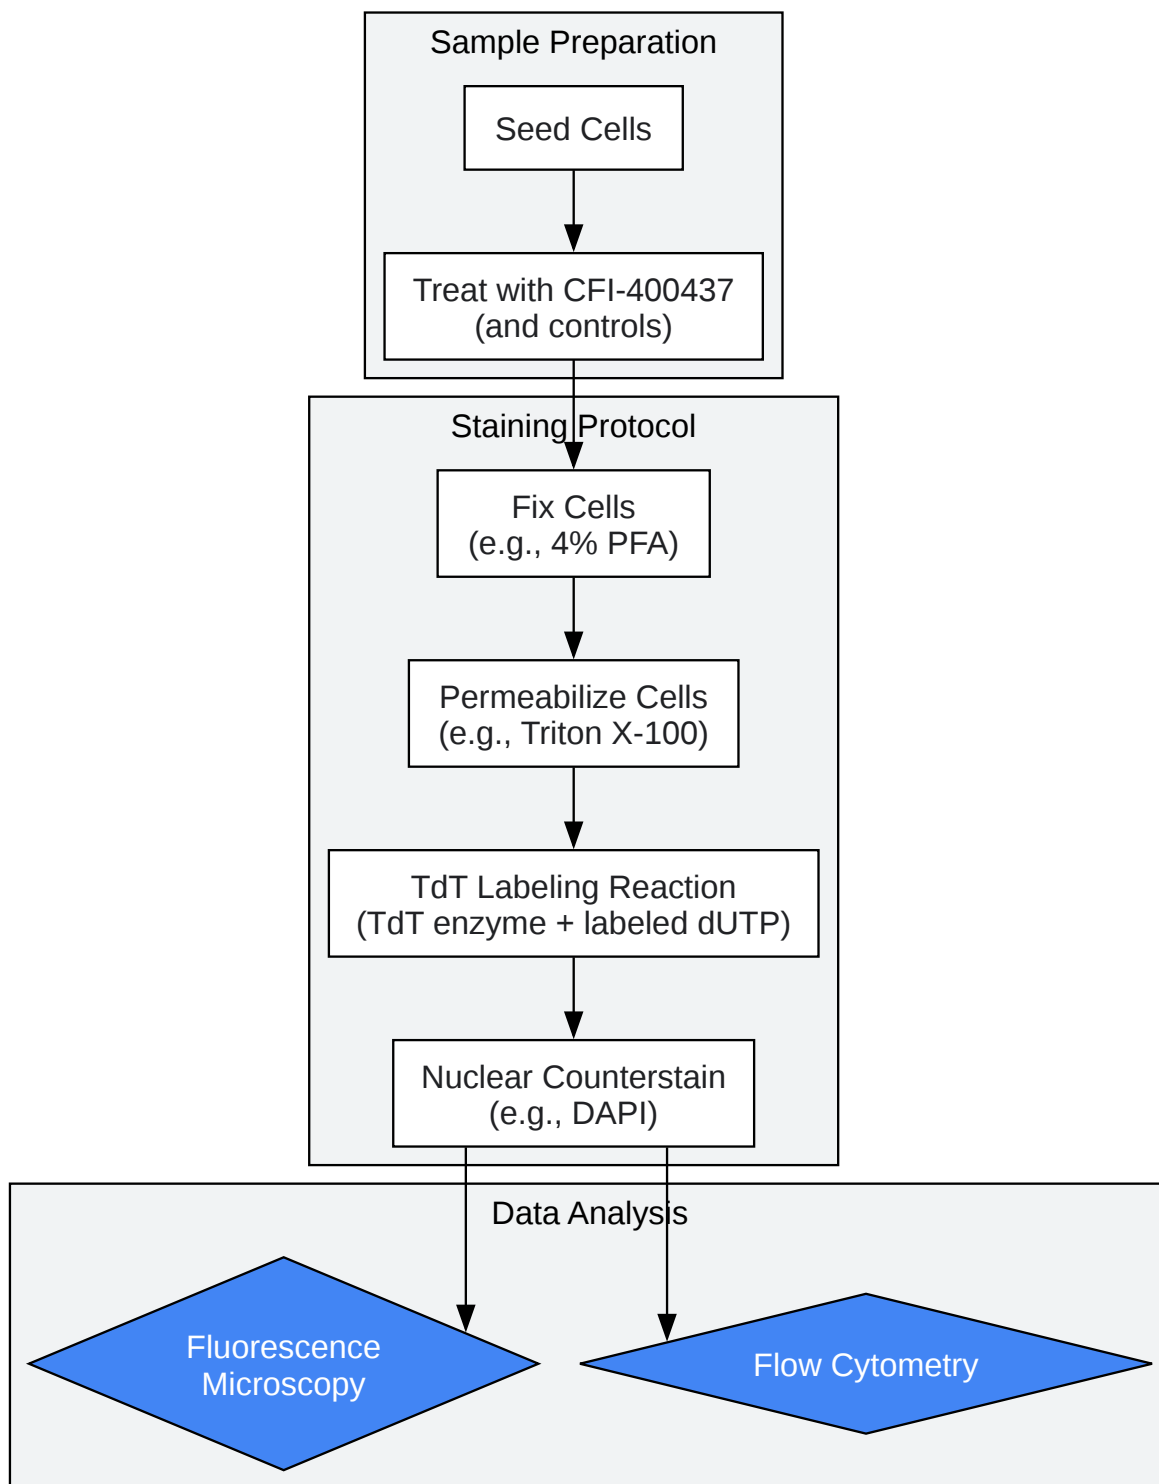 Sample Preparation
Seed Cells
Treat with CFI-400437
(and controls)
Staining Protocol
Fix Cells
(e.g., 4% PFA)
Permeabilize Cells
(e.g., Triton X-100)
TdT Labeling Reaction
(TdT enzyme + labeled dUTP)
Nuclear Counterstain
(e.g., DAPI)
Data Analysis
Fluorescence
Microscopy
Flow Cytometry